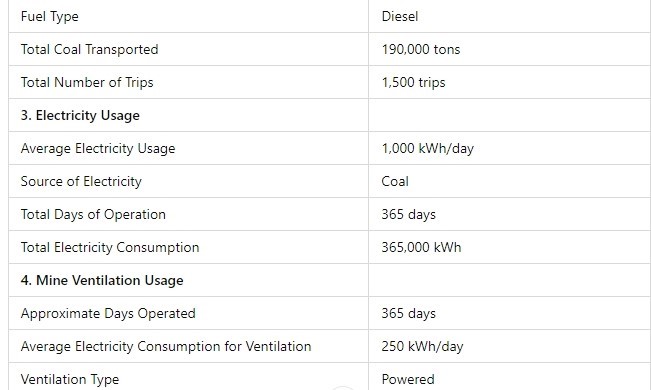 Fuel Type Diesel
Total Coal Transported 190,000 tons
Total Number of Trips 1,500 trips
3. Electricity Usage
Average Electricity Usage 1,000 kWh/day
Source of Electricity Coal
Total Days of Operation 365 days
Total Electricity Consumption 365,000 kWh
4. Mine Ventilation Usage
Approximate Days Operated 365 days
Average Electricity Consumption for Ventilation 250 kWh/day
Ventilation Type Powered